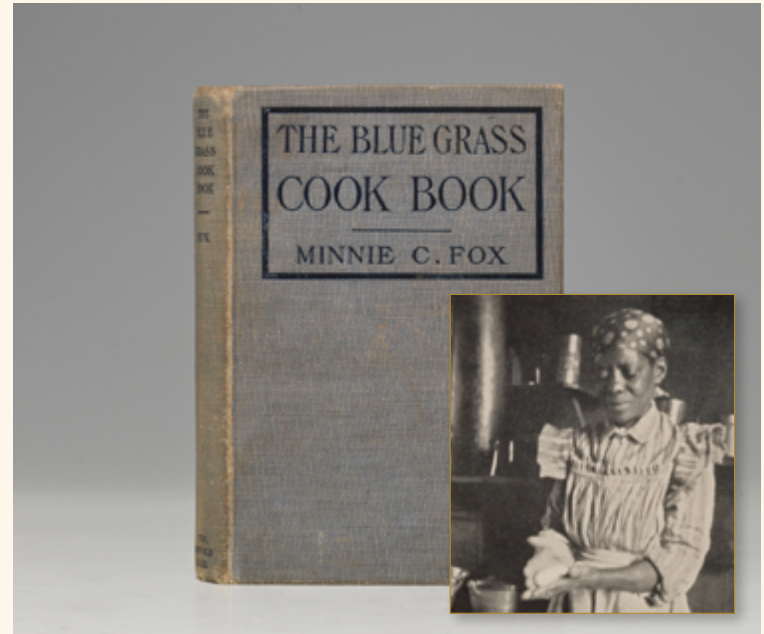 THE BLUE GRASS
COOK BOOK
MINNIE C. FOX
THE
BLUE
GRASS
COOK
BOOK
FOX